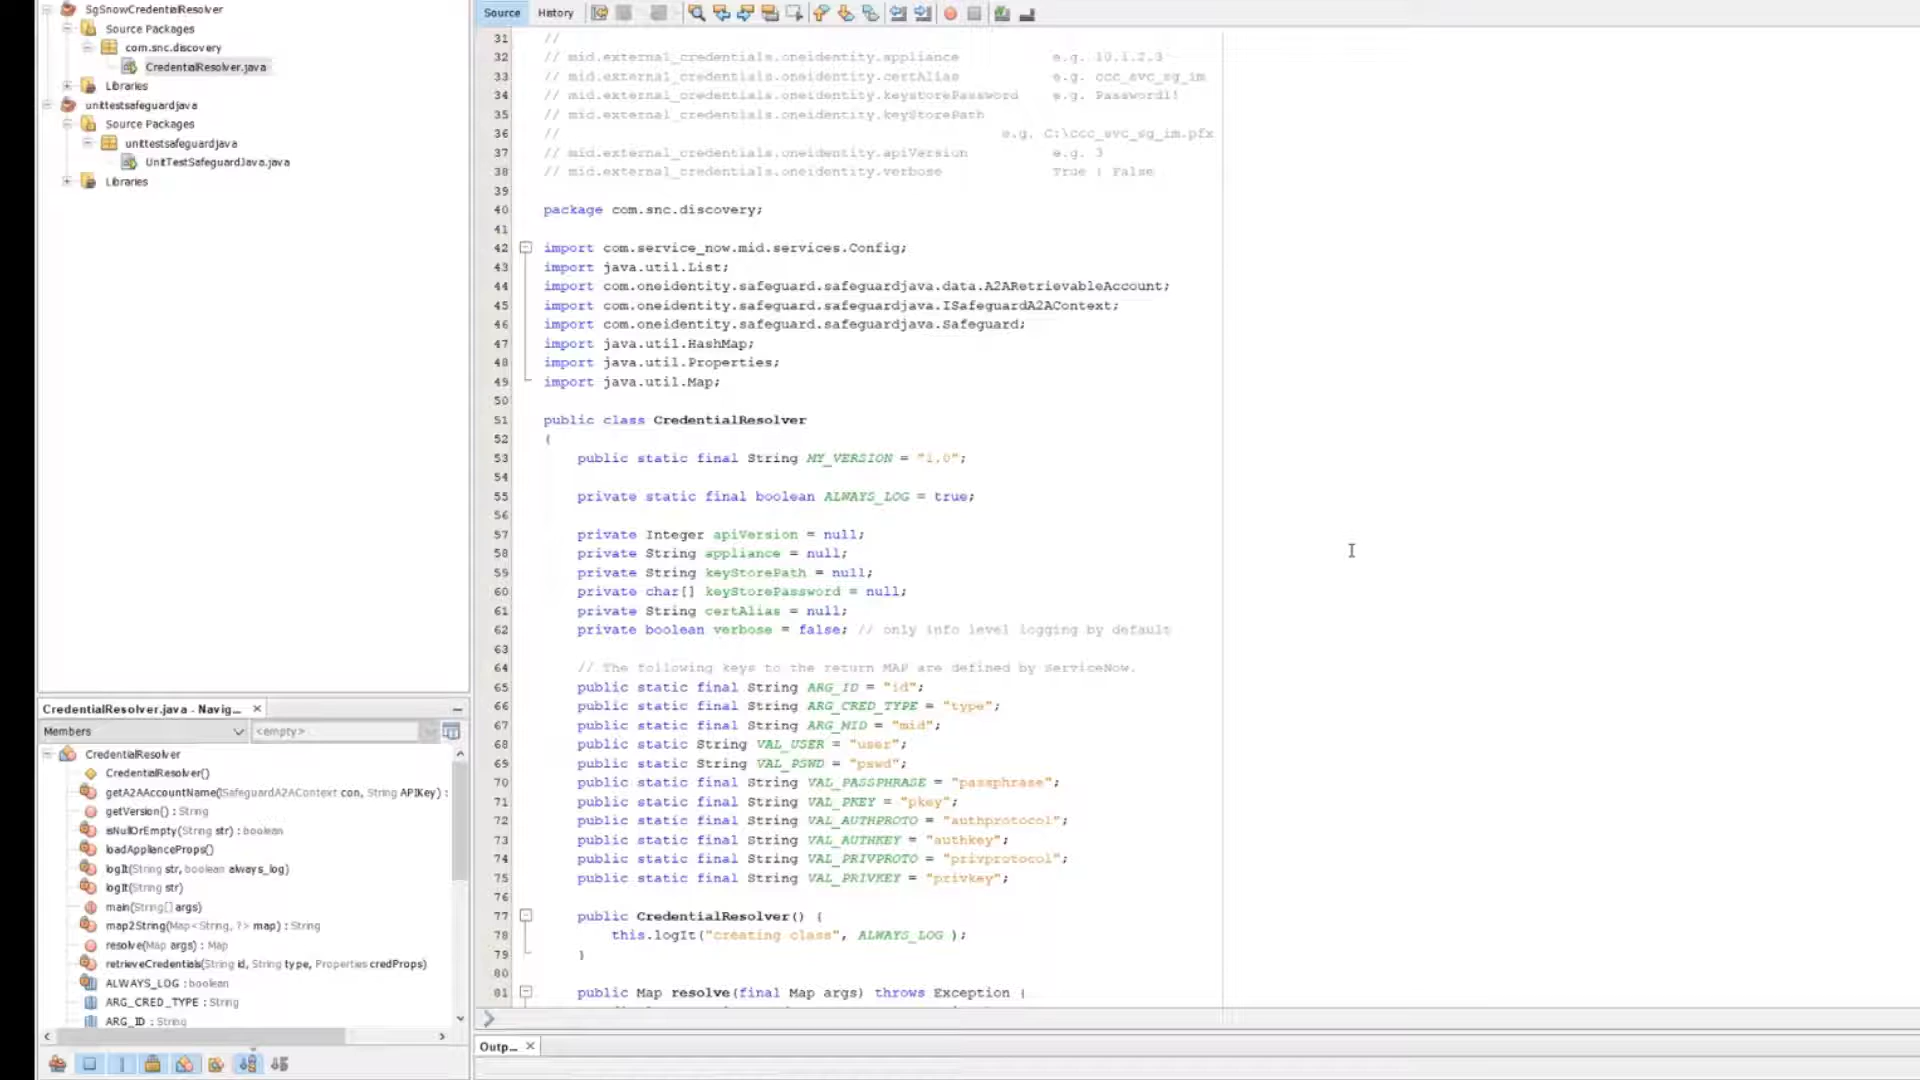 SgSnowCredentialResolver
Source Packages
com.snc.discovery
CredentialResolver.java
Libraries
unittestsafeguardjava
Source Packages
unittestsafeguardjava
UnitTestSafeguardJava.java
Libraries
CredentialResolver.java - Navig...
Members
<empty>
CredentialResolver
CredentialResolver()
getA2AAccountName(ISafeguardA2AContext con, String APIKey) :
getVersion() : String
isNullOrEmpty(String str) : boolean
loadApplianceProps()
logIt(String str, boolean always_log)
logIt(String str)
main(String[] args)
map2String(Map<String, ?> map) : String
resolve(Map args) : Map
retrieveCredentials(String id, String type, Properties credProps)
ALWAYS_LOG : boolean
ARG_CRED_TYPE : String
ARG_ID : String
Source History
31 //
32 // mid.external_credentials.oneidentity.appliance e.g. 10.1.2.3
33 // mid.external_credentials.oneidentity.certAlias e.g. ccc_svc_sg_im
34 // mid.external_credentials.oneidentity.keystorePassword e.g. Password1!
35 // mid.external_credentials.oneidentity.keyStorePath
36 // e.g. C:\ccc_svc_sg_im.pfx
37 // mid.external_credentials.oneidentity.apiVersion e.g. 3
38 // mid.external_credentials.oneidentity.verbose True | False
39
40 package com.snc.discovery;
41
42 import com.service_now.mid.services.Config;
43 import java.util.List;
44 import com.oneidentity.safeguard.safeguardjava.data.A2ARetrievableAccount;
45 import com.oneidentity.safeguard.safeguardjava.ISafeguardA2AContext;
46 import com.oneidentity.safeguard.safeguardjava.Safeguard;
47 import java.util.HashMap;
48 import java.util.Properties;
49 import java.util.Map;
50
51 public class CredentialResolver
52 {
53 public static final String MY_VERSION = "1.0";
54
55 private static final boolean ALWAYS_LOG = true;
56
57 private Integer apiVersion = null;
58 private String appliance = null;
59 private String keyStorePath = null;
60 private char[] keyStorePassword = null;
61 private String certAlias = null;
62 private boolean verbose = false; // only info level logging by default
63
64 // The following keys to the return MAP are defined by ServiceNow.
65 public static final String ARG_ID = "id";
66 public static final String ARG_CRED_TYPE = "type";
67 public static final String ARG_MID = "mid";
68 public static String VAL_USER = "user";
69 public static String VAL_PSWD = "pswd";
70 public static final String VAL_PASSPHRASE = "passphrase";
71 public static final String VAL_PKEY = "pkey";
72 public static final String VAL_AUTHPROTO = "authprotocol";
73 public static final String VAL_AUTHKEY = "authkey";
74 public static final String VAL_PRIVPROTO = "privprotocol";
75 public static final String VAL_PRIVKEY = "privkey";
76
77 public CredentialResolver() {
78 this.logIt("creating class", ALWAYS_LOG );
79 }
80
81 public Map resolve(final Map args) throws Exception {
Outp...